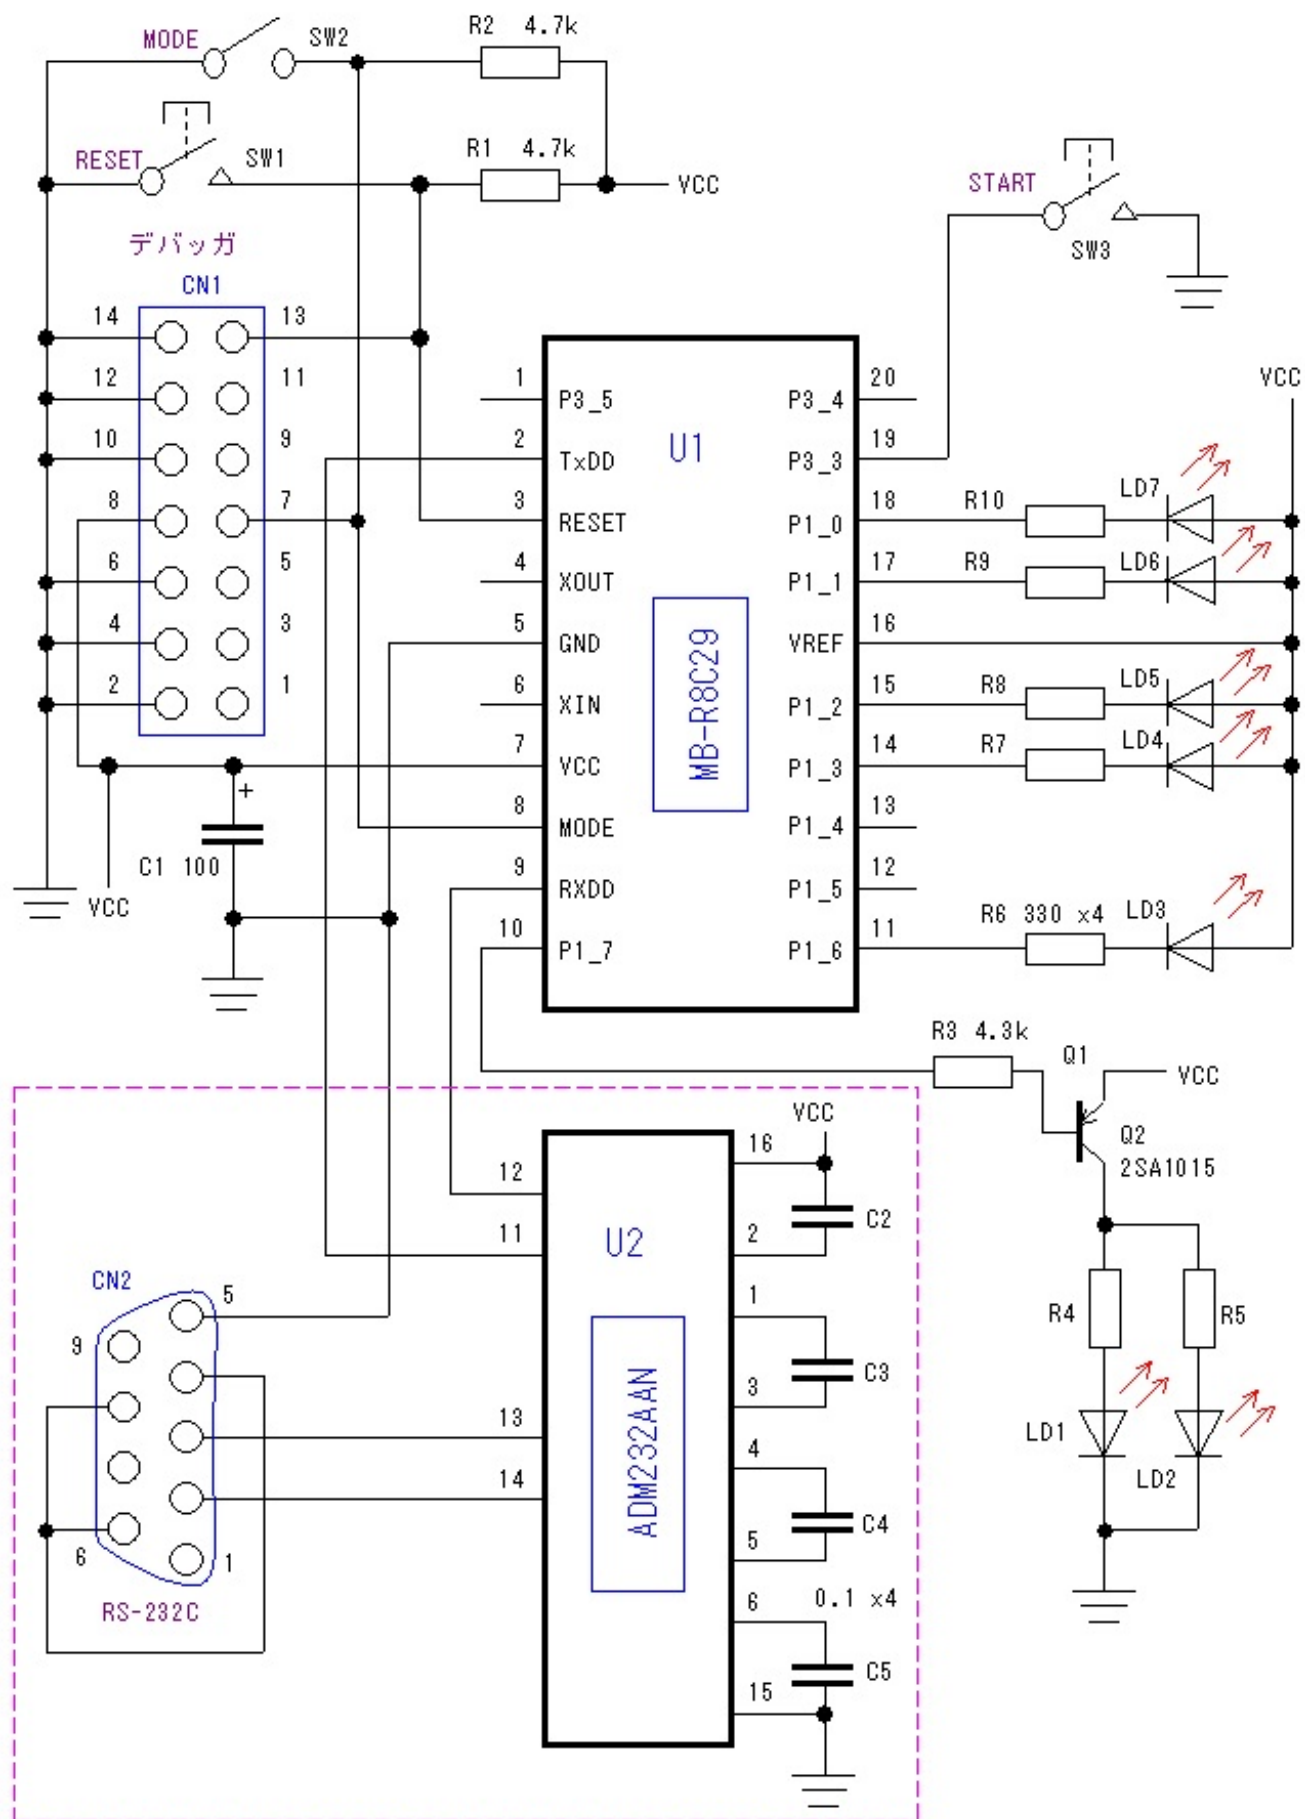 MODE
SW2
R2 4.7k
RESET
SW1
R1 4.7k
VCC
START
SW3
デバッガ
CN1
14
13
12
11
10
9
8
7
6
5
4
3
2
1
C1 100
+
VCC
U1
MB-R8C29
1
P3_5
2
TxDD
3
RESET
4
XOUT
5
GND
6
XIN
7
VCC
8
MODE
9
RXDD
10
P1_7
20
P3_4
19
P3_3
18
P1_0
17
P1_1
16
VREF
15
P1_2
14
P1_3
13
P1_4
12
P1_5
11
P1_6
VCC
R10
LD7
R9
LD6
R8
LD5
R7
LD4
R6 330 x4
LD3
R3 4.3k
Q1
VCC
Q2
2SA1015
R4
R5
LD1
LD2
VCC
U2
ADM232AAN
12
11
13
14
16
2
1
3
4
5
6
15
C2
C3
C4
0.1 x4
C5
CN2
5
9
6
1
RS-232C